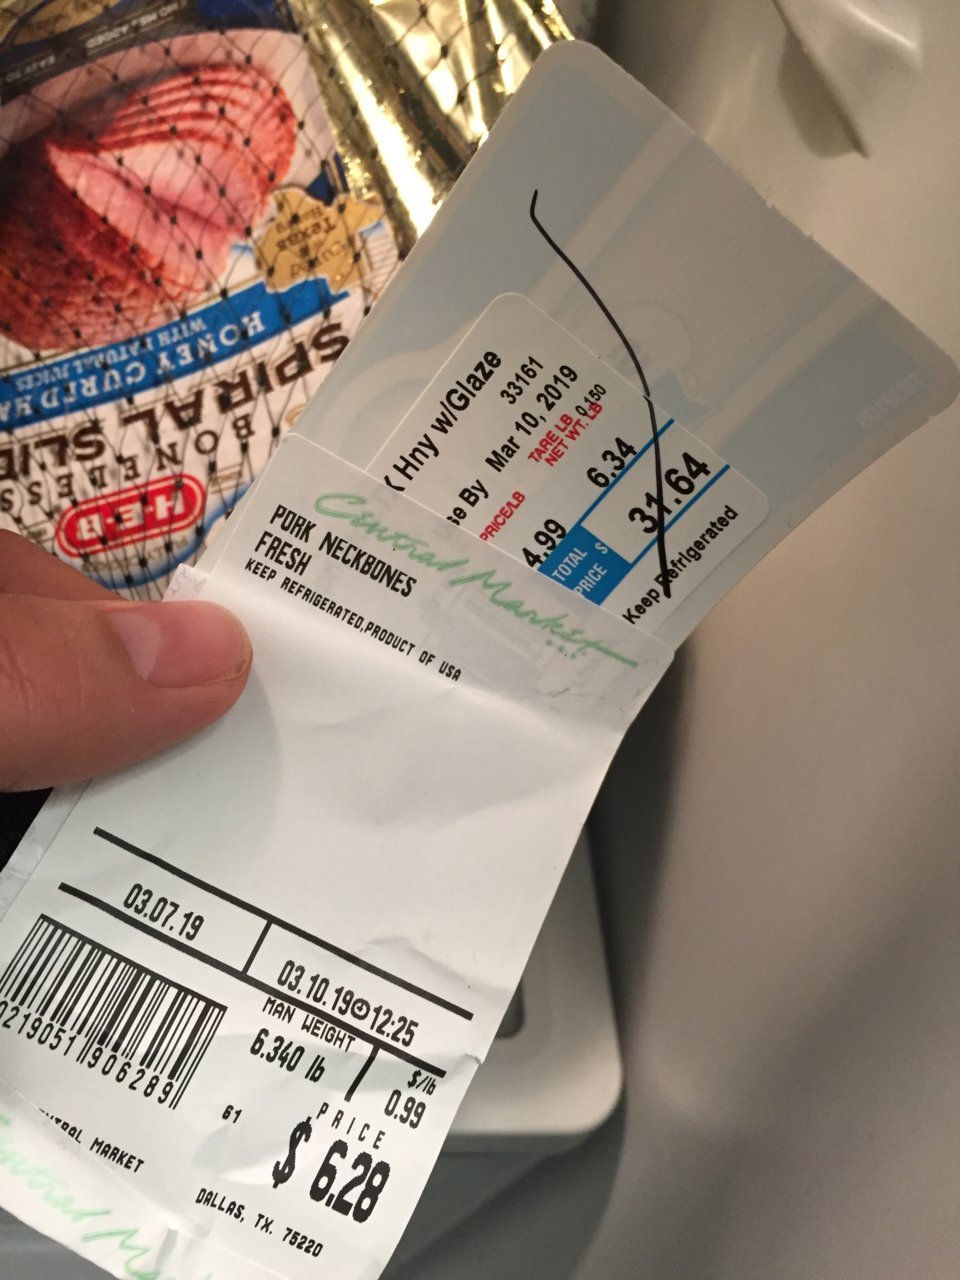 H-E-B
BONELESS
SPIRAL SLI
HONEY CURED HA
WITH NATURAL JUICES
Texas
Hny w/Glaze
33161
se By Mar 10, 2019
TARE LB 0.150
NET WT. LB
PRICE/LB
6.34
4.99
TOTAL PRICE $
31.64
Keep Refrigerated
Central Market
PORK NECKBONES
FRESH
KEEP REFRIGERATED,PRODUCT OF USA
03.07.19
03.10.19 12:25
MAN WEIGHT
6.340 lb
$/lb
0.99
219051 906289
61
PRICE
$ 6.28
NTRAL MARKET
DALLAS, TX. 75220